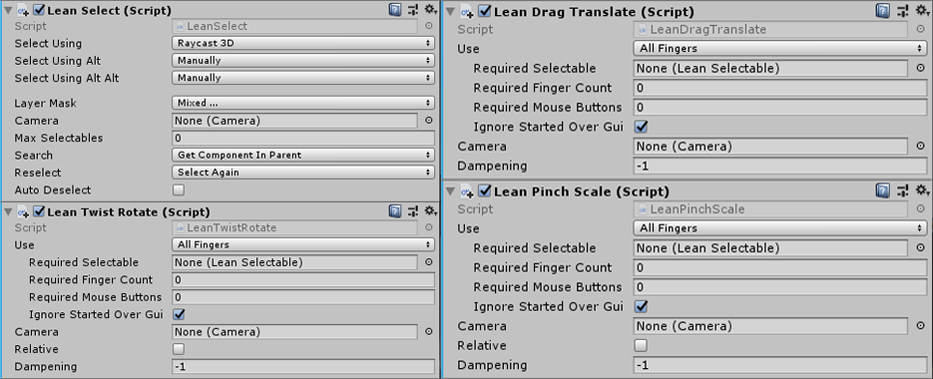 Lean Select (Script)
Script LeanSelect
Select Using Raycast 3D
Select Using Alt Manually
Select Using Alt Alt Manually
Layer Mask Mixed ...
Camera None (Camera)
Max Selectables 0
Search Get Component In Parent
Reselect Select Again
Auto Deselect
Lean Twist Rotate (Script)
Script LeanTwistRotate
Use All Fingers
Required Selectable None (Lean Selectable)
Required Finger Count 0
Required Mouse Buttons 0
Ignore Started Over Gui
Camera None (Camera)
Relative
Dampening -1
Lean Drag Translate (Script)
Script LeanDragTranslate
Use All Fingers
Required Selectable None (Lean Selectable)
Required Finger Count 0
Required Mouse Buttons 0
Ignore Started Over Gui
Camera None (Camera)
Dampening -1
Lean Pinch Scale (Script)
Script LeanPinchScale
Use All Fingers
Required Selectable None (Lean Selectable)
Required Finger Count 0
Required Mouse Buttons 0
Ignore Started Over Gui
Camera None (Camera)
Relative
Dampening -1